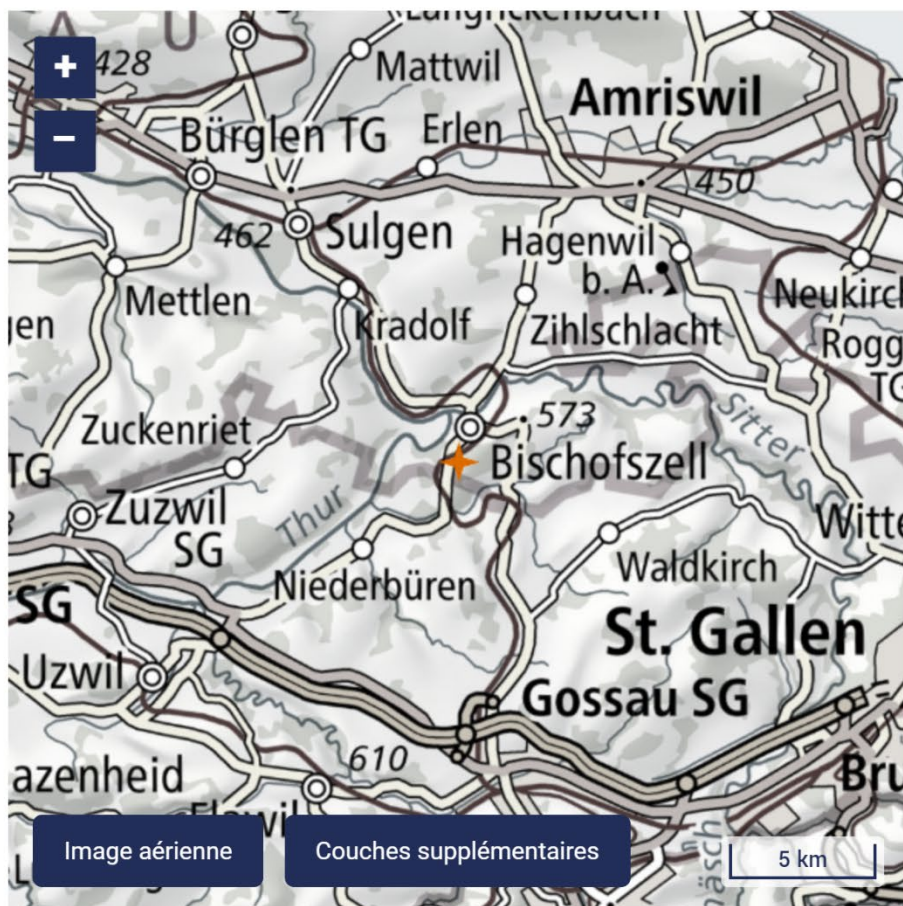 Langrickenbach
U
+
428
Mattwil
Amriswil
−
Bürglen TG
Erlen
450
462
Sulgen
Hagenwil
b. A.
Mettlen
Neukirch
gen
Kradolf
Zihlschlacht
Rogg
TG
573
Sitter
Zuckenriet
TG
Bischofszell
Thur
Zuzwil
SG
Witte
Waldkirch
Niederbüren
SG
St. Gallen
Uzwil
Gossau SG
610
azenheid
Bru
Image aérienne
Couches supplémentaires
5 km